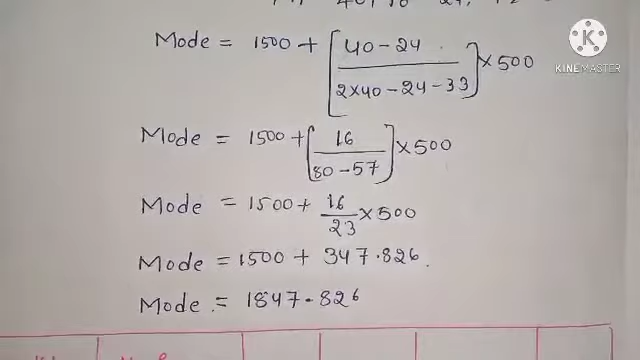 Mode = 1500 + [40 - 24 / 2×40 - 24 - 33] × 500
K
KINEMASTER
Mode = 1500 + [16 / 80 - 57] × 500
Mode = 1500 + 16/23 × 500
Mode = 1500 + 347.826.
Mode = 1847.826